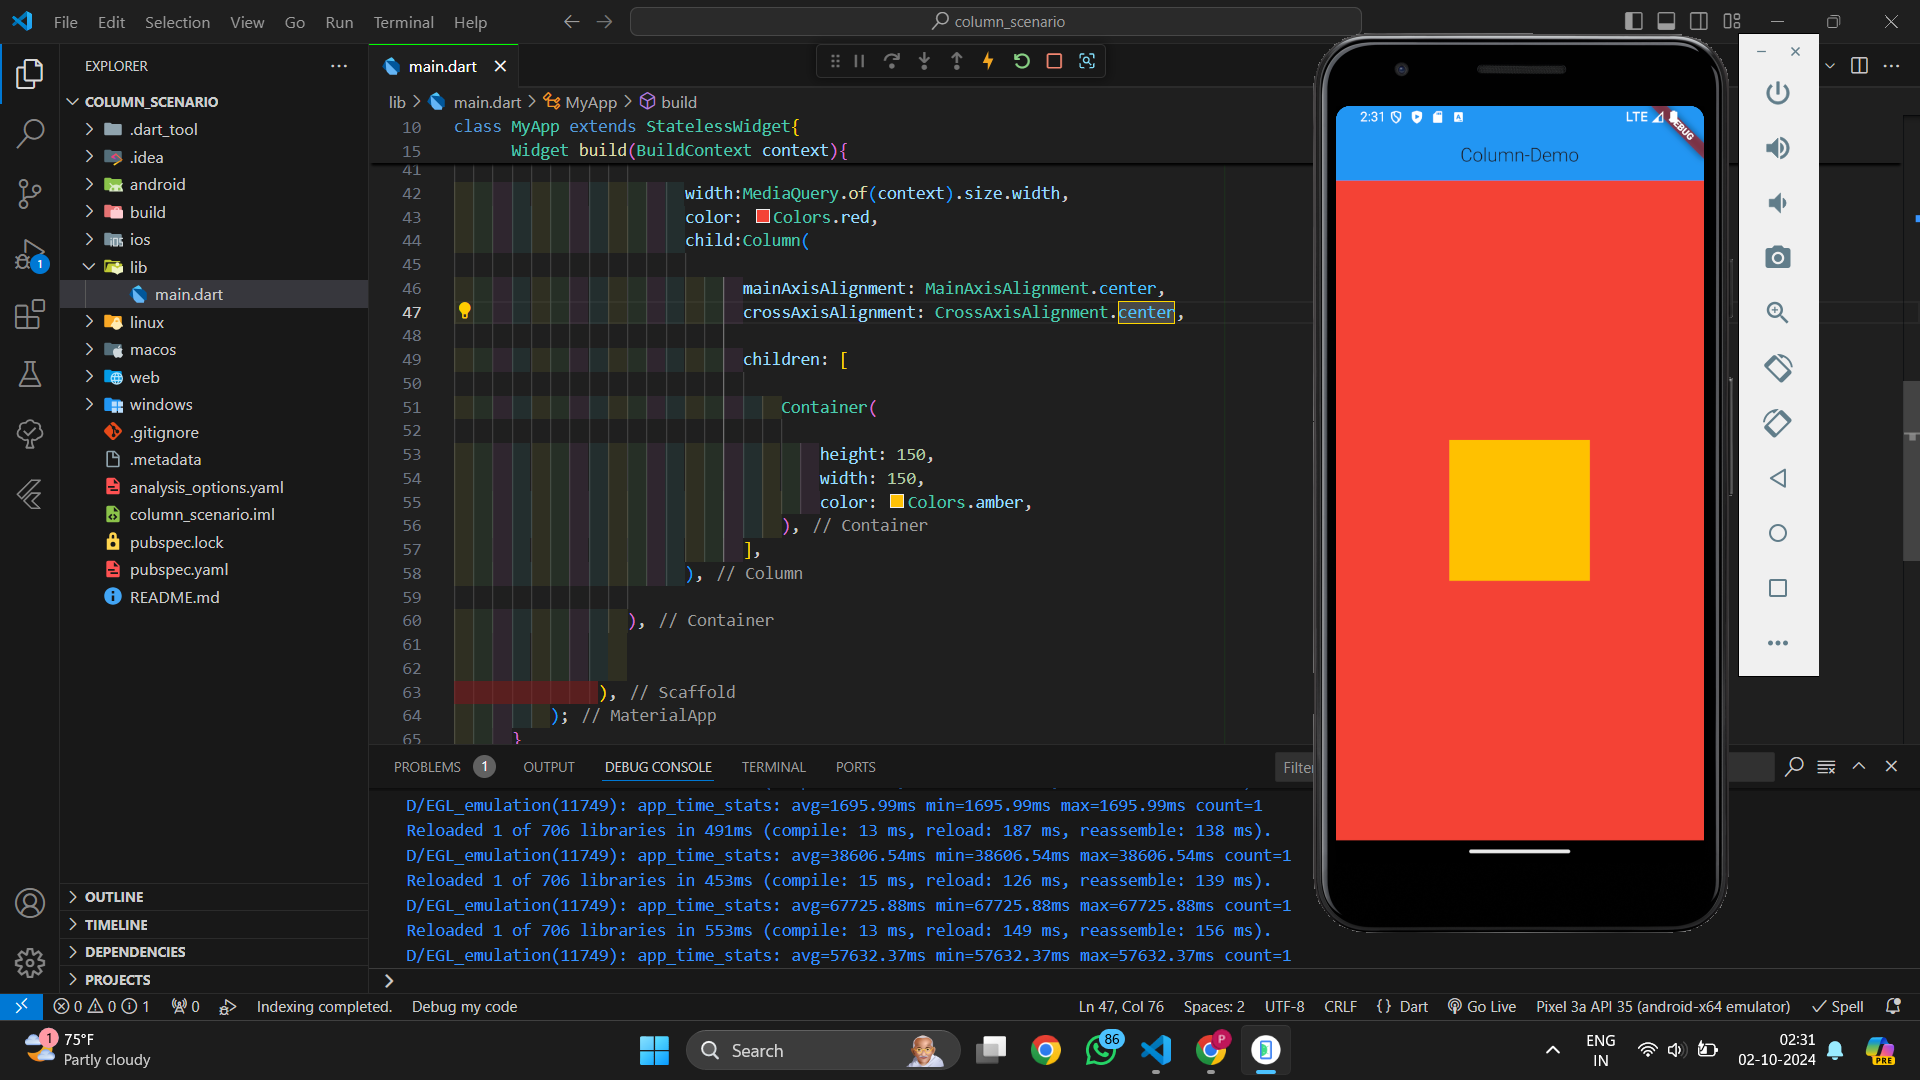 File Edit Selection View Go Run Terminal Help
column_scenario
EXPLORER
COLUMN_SCENARIO
.dart_tool
.idea
android
build
ios
lib
main.dart
linux
macos
web
windows
.gitignore
.metadata
analysis_options.yaml
column_scenario.iml
pubspec.lock
pubspec.yaml
README.md
OUTLINE
TIMELINE
DEPENDENCIES
PROJECTS
main.dart
lib > main.dart > MyApp > build
10 class MyApp extends StatelessWidget{
15 Widget build(BuildContext context){
41
42 width:MediaQuery.of(context).size.width,
43 color: Colors.red,
44 child:Column(
45
46 mainAxisAlignment: MainAxisAlignment.center,
47 crossAxisAlignment: CrossAxisAlignment.center,
48
49 children: [
50
51 Container(
52
53 height: 150,
54 width: 150,
55 color: Colors.amber,
56 ), // Container
57 ],
58 ), // Column
59
60 ), // Container
61
62
63 ), // Scaffold
64 ); // MaterialApp
65 }
PROBLEMS 1 OUTPUT DEBUG CONSOLE TERMINAL PORTS
Filte
D/EGL_emulation(11749): app_time_stats: avg=1695.99ms min=1695.99ms max=1695.99ms count=1
Reloaded 1 of 706 libraries in 491ms (compile: 13 ms, reload: 187 ms, reassemble: 138 ms).
D/EGL_emulation(11749): app_time_stats: avg=38606.54ms min=38606.54ms max=38606.54ms count=1
Reloaded 1 of 706 libraries in 453ms (compile: 15 ms, reload: 126 ms, reassemble: 139 ms).
D/EGL_emulation(11749): app_time_stats: avg=67725.88ms min=67725.88ms max=67725.88ms count=1
Reloaded 1 of 706 libraries in 553ms (compile: 13 ms, reload: 149 ms, reassemble: 156 ms).
D/EGL_emulation(11749): app_time_stats: avg=57632.37ms min=57632.37ms max=57632.37ms count=1
2:31 LTE
Column-Demo
1
0 0 1 0 Indexing completed. Debug my code
Ln 47, Col 76 Spaces: 2 UTF-8 CRLF {} Dart Go Live Pixel 3a API 35 (android-x64 emulator) Spell
1 75°F
Partly cloudy
Search
86
P
ENG
IN
02:31
02-10-2024
PRE